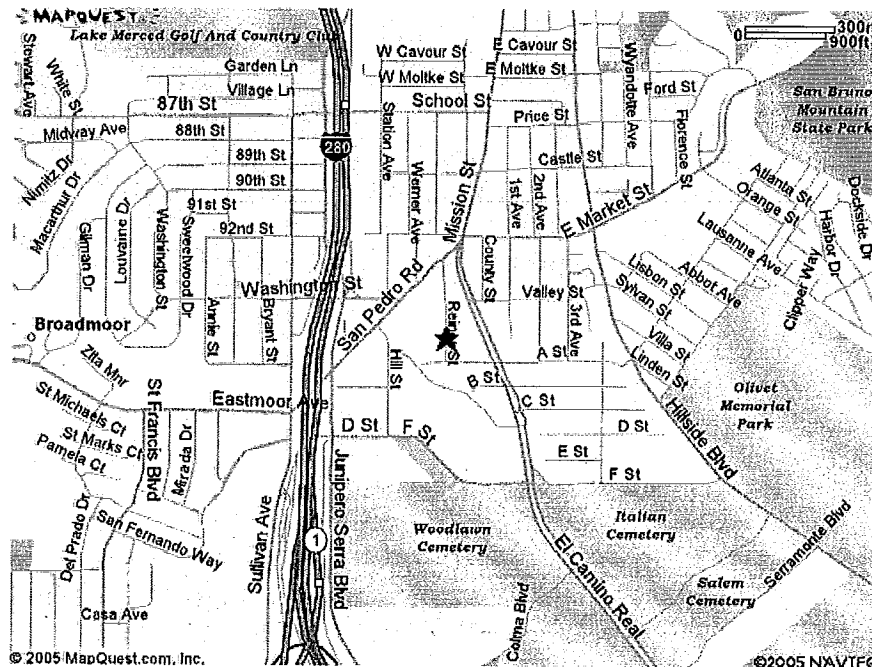 MAPQUEST.
300m
0
900ft
Lake Merced Golf And Country Club
Stewart Ave
White St
Garden Ln
Village Ln
87th St
Midway Ave
88th St
89th St
90th St
91st St
92nd St
Nimitz Dr
Macarthur Dr
Gilman Dr
Louvaine Dr
Washington St
Sweetwood Dr
280
Station Ave
W Cavour St
W Moltke St
School St
E Cavour St
E Moltke St
Price St
Castle St
Wyandotte Ave
Ford St
Florence St
San Bruno
Mountain
State Park
Werner Ave
Mission St
1st Ave
2nd Ave
E Market St
Atlanta St
Orange St
Lausanne Ave
Dockside Dr
Harbor Dr
Clipper Way
Washington St
San Pedro Rd
County St
Valley St
3rd Ave
Lisbon St
Abbot Ave
Sylvan St
Villa St
Linden St
Broadmoor
Annie St
Bryant St
Hill St
A St
B St
C St
D St
E St
F St
Zita Mnr
Eastmoor Ave
St Michaels Ct
St Marks Ct
Pamela Ct
St Francis Blvd
Mirada Dr
D St
F St
Olivet
Memorial
Park
Hillside Blvd
Del Prado Dr
San Fernando Way
Sullivan Ave
Junipero Serra Blvd
1
Woodlawn
Cemetery
Italian
Cemetery
Salem
Cemetery
Serramonte Blvd
El Camino Real
Colma Blvd
Casa Ave
© 2005 MapQuest.com, Inc.
©2005 NAVTEQ